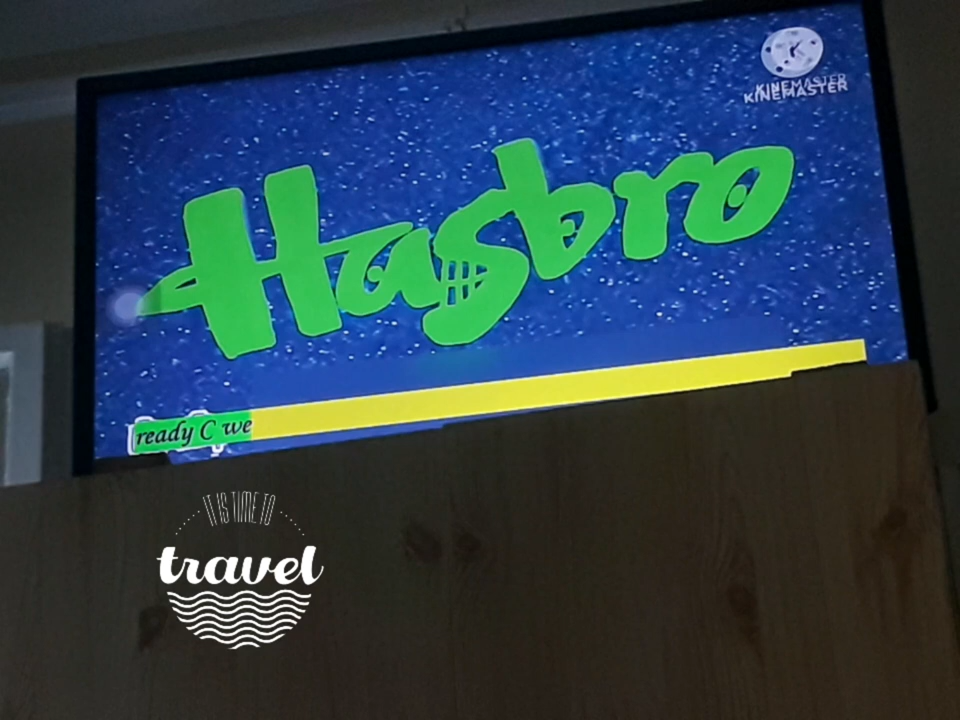 KINEMASTER
KINEMASTER
Hasbro
ready C we
IT IS TIME TO
travel